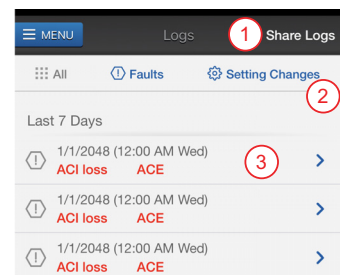 MENU Logs 1 Share Logs
All Faults Setting Changes
2
Last 7 Days
1/1/2048 (12:00 AM Wed)
ACI loss ACE
3
1/1/2048 (12:00 AM Wed)
ACI loss ACE
1/1/2048 (12:00 AM Wed)
ACI loss ACE